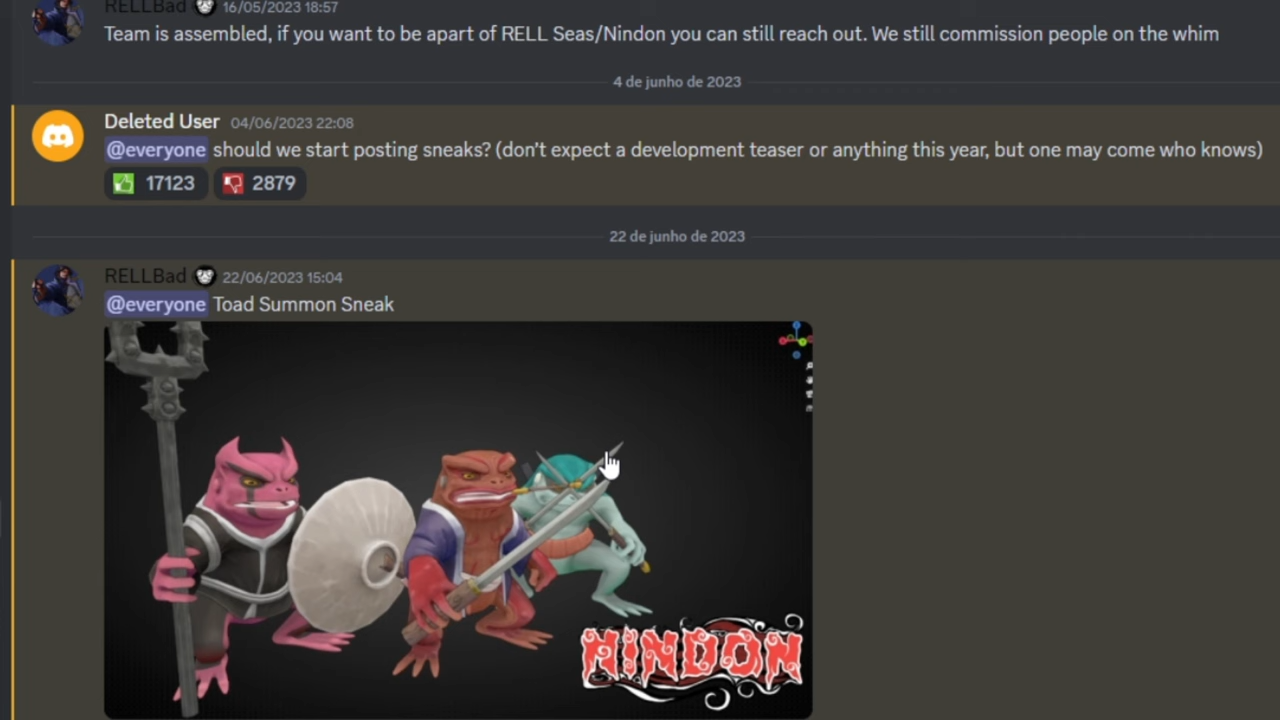 RELLBad 16/05/2023 18:57
Team is assembled, if you want to be apart of RELL Seas/Nindon you can still reach out. We still commission people on the whim
4 de junho de 2023
Deleted User 04/06/2023 22:08
@everyone should we start posting sneaks? (don't expect a development teaser or anything this year, but one may come who knows)
17123 2879
22 de junho de 2023
RELLBad 22/06/2023 15:04
@everyone Toad Summon Sneak
NINDON